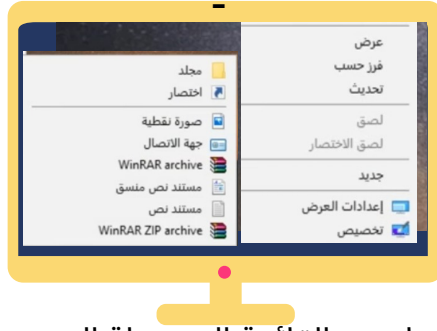 عرض
فرز حسب
تحديث
لصق
لصق الاختصار
جديد
إعدادات العرض
تخصيص
مجلد
اختصار
صورة نقطية
جهة الاتصال
WinRAR archive
مستند نص منسق
مستند نص
WinRAR ZIP archive